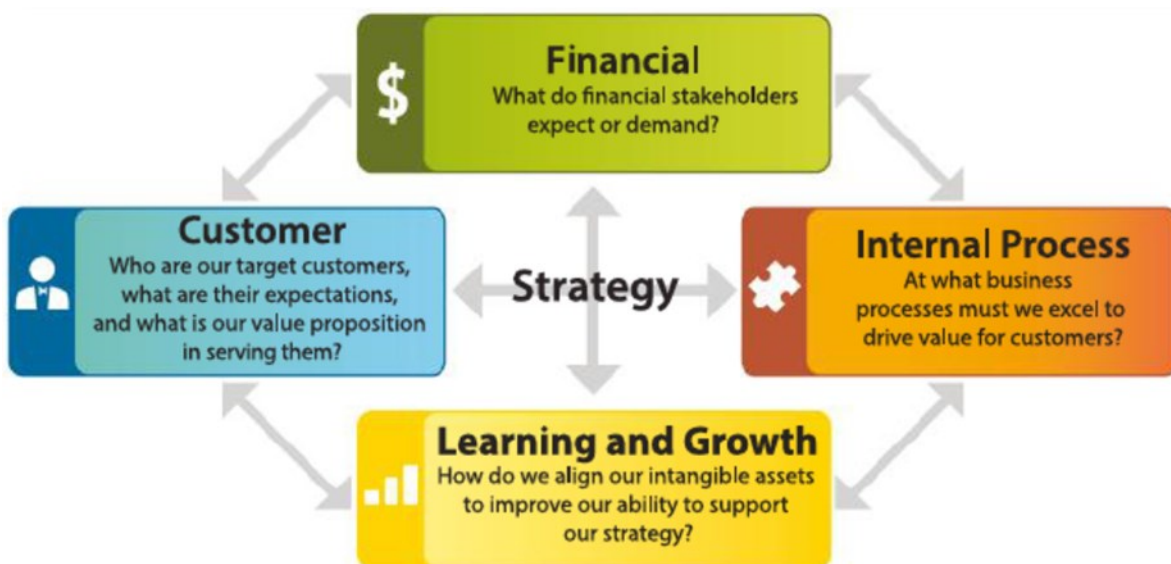 $
Financial
What do financial stakeholders
expect or demand?
Customer
Who are our target customers,
what are their expectations,
and what is our value proposition
in serving them?
Strategy
Internal Process
At what business
processes must we excel to
drive value for customers?
Learning and Growth
How do we align our intangible assets
to improve our ability to support
our strategy?